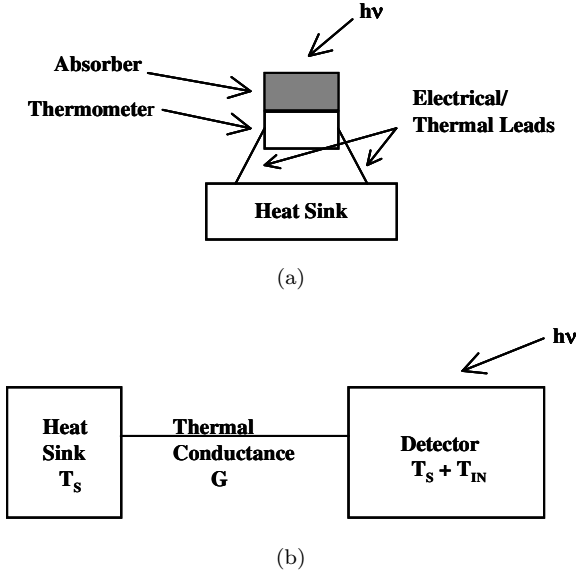 hν
Absorber
Thermometer
Electrical/
Thermal Leads
Heat Sink
(a)
hν
Heat
Sink
T_S
Thermal
Conductance
G
Detector
T_S + T_IN
(b)